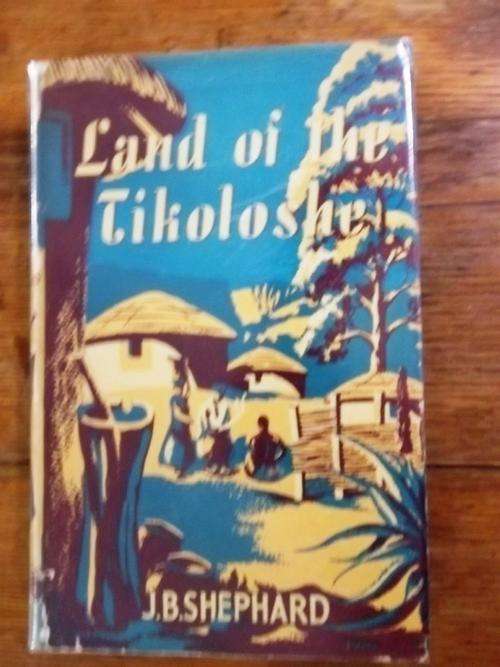 Land of the
Tikoloshe
J.B.SHEPHARD